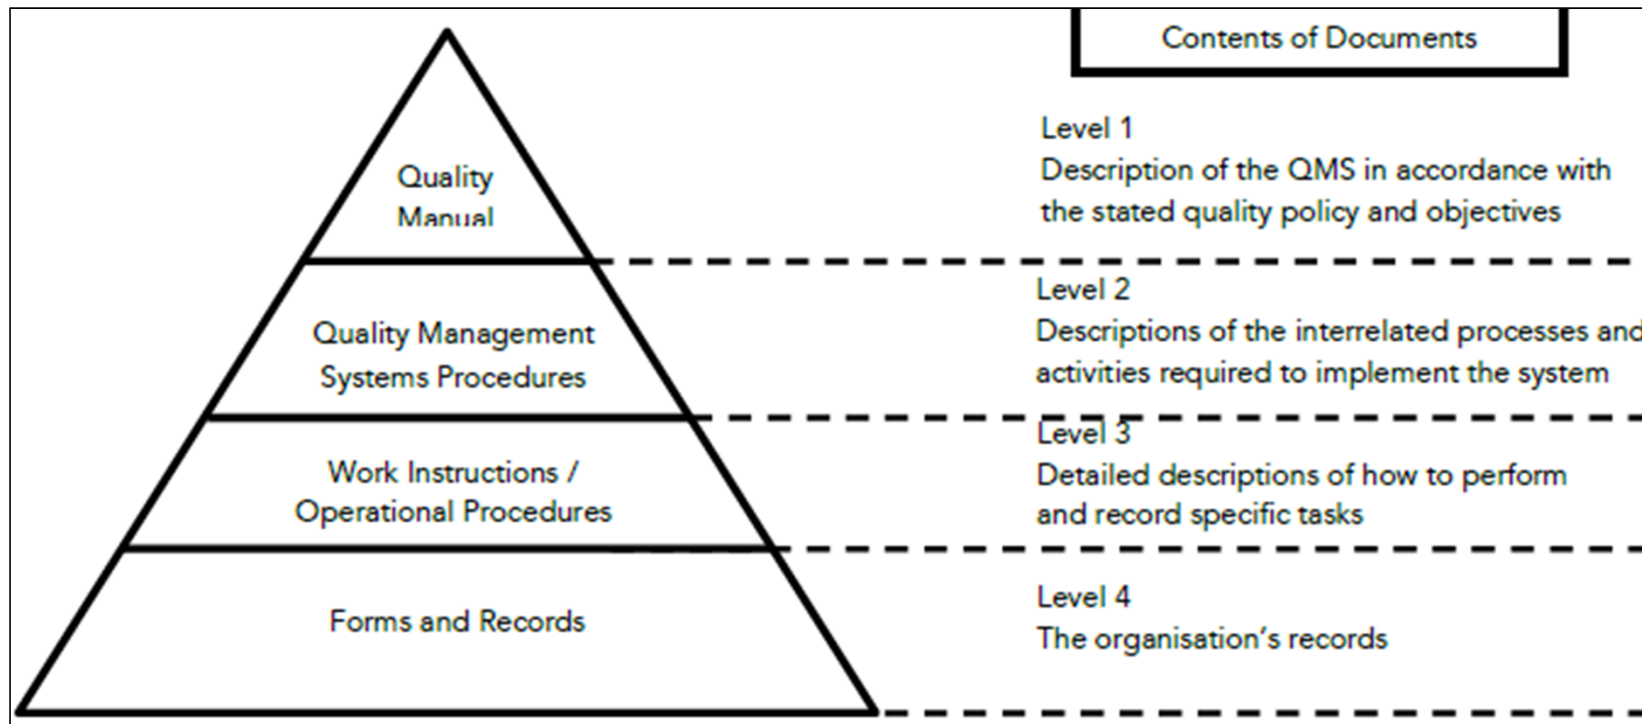 Contents of Documents
Quality
Manual
Level 1
Description of the QMS in accordance with
the stated quality policy and objectives
Quality Management
Systems Procedures
Level 2
Descriptions of the interrelated processes and
activities required to implement the system
Work Instructions /
Operational Procedures
Level 3
Detailed descriptions of how to perform
and record specific tasks
Forms and Records
Level 4
The organisation’s records